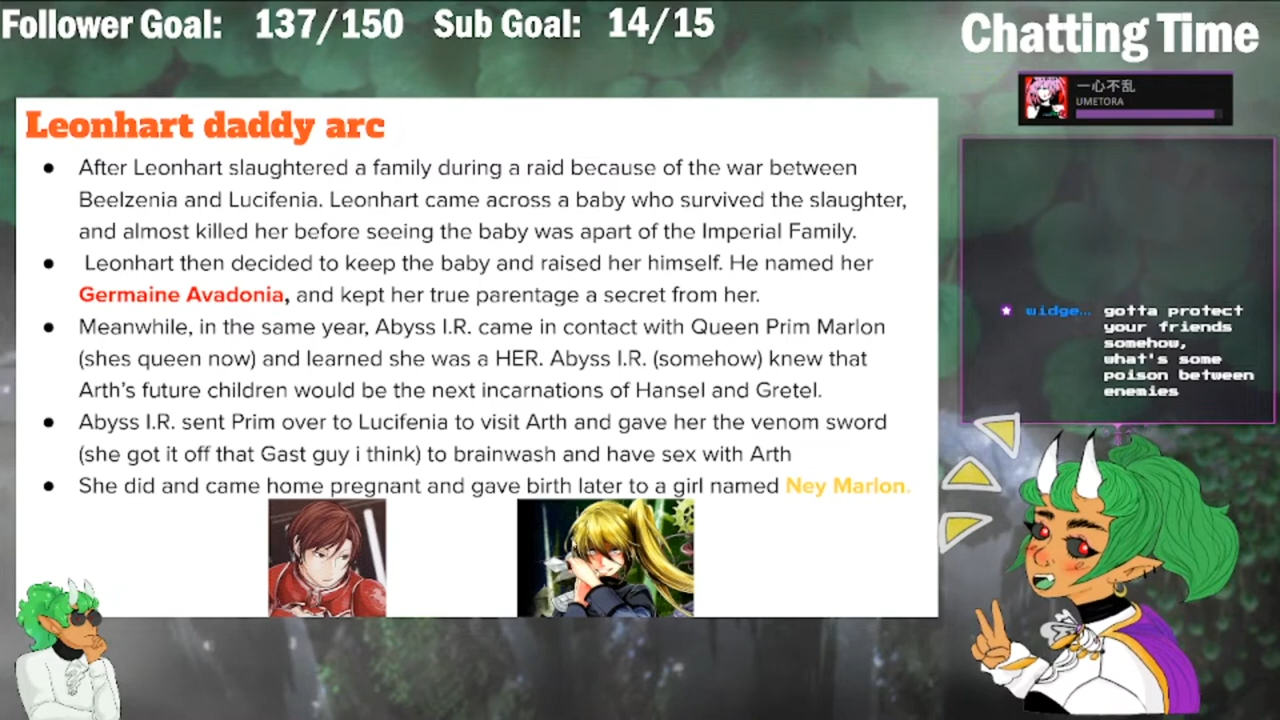 Follower Goal: 137/150 Sub Goal: 14/15
Chatting Time
一心不乱
UMETORA
Leonhart daddy arc
● After Leonhart slaughtered a family during a raid because of the war between
Beelzenia and Lucifenia. Leonhart came across a baby who survived the slaughter,
and almost killed her before seeing the baby was apart of the Imperial Family.
● Leonhart then decided to keep the baby and raised her himself. He named her
Germaine Avadonia, and kept her true parentage a secret from her.
● Meanwhile, in the same year, Abyss I.R. came in contact with Queen Prim Marlon
(shes queen now) and learned she was a HER. Abyss I.R. (somehow) knew that
Arth's future children would be the next incarnations of Hansel and Gretel.
● Abyss I.R. sent Prim over to Lucifenia to visit Arth and gave her the venom sword
(she got it off that Gast guy i think) to brainwash and have sex with Arth
● She did and came home pregnant and gave birth later to a girl named Ney Marlon.
widge... gotta protect
your friends
somehow,
what's some
poison between
enemies